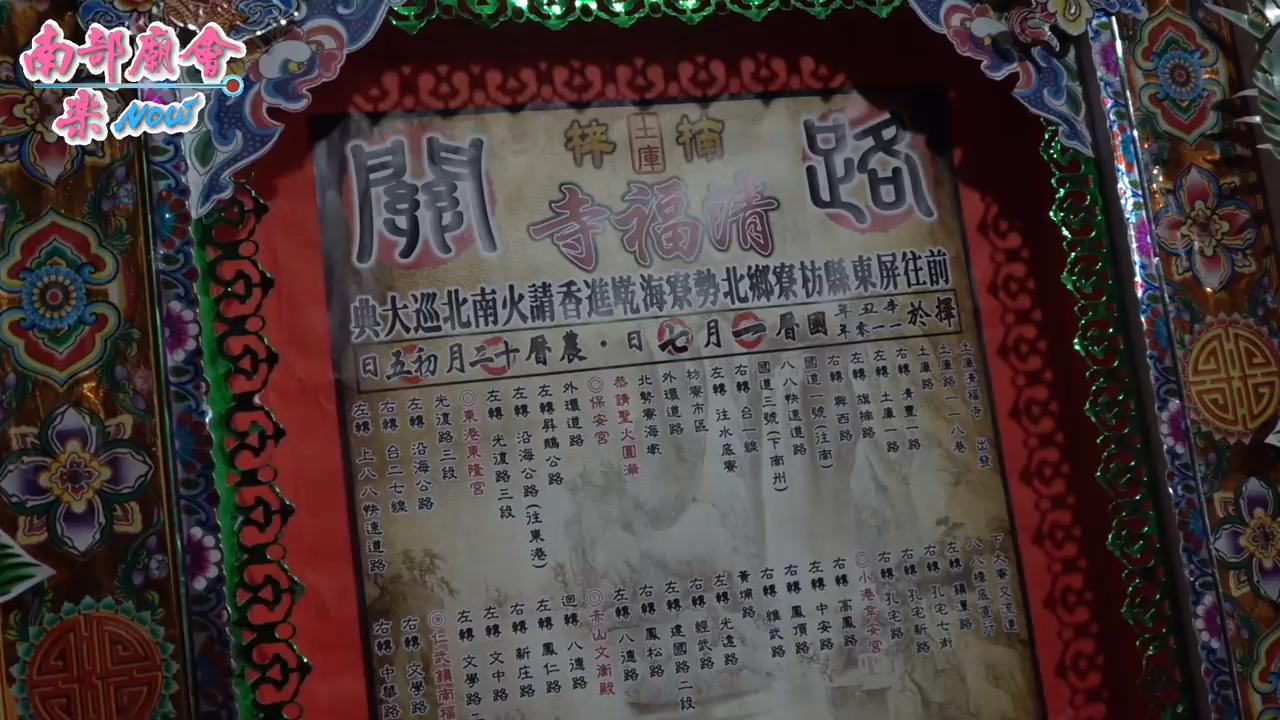 南部廟會
樂NOW
路關
楠梓
土庫
清福寺
前往屏東縣枋寮鄉北勢寮海墘進香請火南北巡大典
擇於辛丑年一一零年國曆一月七日・農曆十二月初五日
土庫清福寺 出發
土庫路一一八巷
土庫路
右轉 清豐一路
左轉 土庫一路
左轉 旗楠路
右轉 興西路
國道一號(往南)
八八快速道路
國道三號(下南州)
右轉 台一線
左轉 往水底寮
枋寮市區
外環道路
北勢寮海墘
恭請聖火圓滿
◎保安宮
外環道路
左轉昇鵝公路
左轉 沿海公路(往東港)
左轉 光復路三段
◎東港東隆宮
光復路三段
左轉 沿海公路
右轉 台二七線
左轉 上八八快速道路
下大寮交流道
八八橋底直行
左轉 鎮潭路
右轉 孔宅七街
右轉 孔宅新路
右轉孔宅路
◎小港幸安宮
右轉 高鳳路
左轉 中安路
右轉 鳳頂路
右轉 維武路
黃埔路
左轉 光遠路
右轉 經武路
左轉 建國路二段
右轉 鳳松路
左轉 八德路
◎赤山文衡殿
迴轉 八德路
左轉 鳳仁路
右轉 新庄路
左轉 文中路
左轉 文學路二
◎仁武鎮南福
右轉 文學路
右轉 中華路